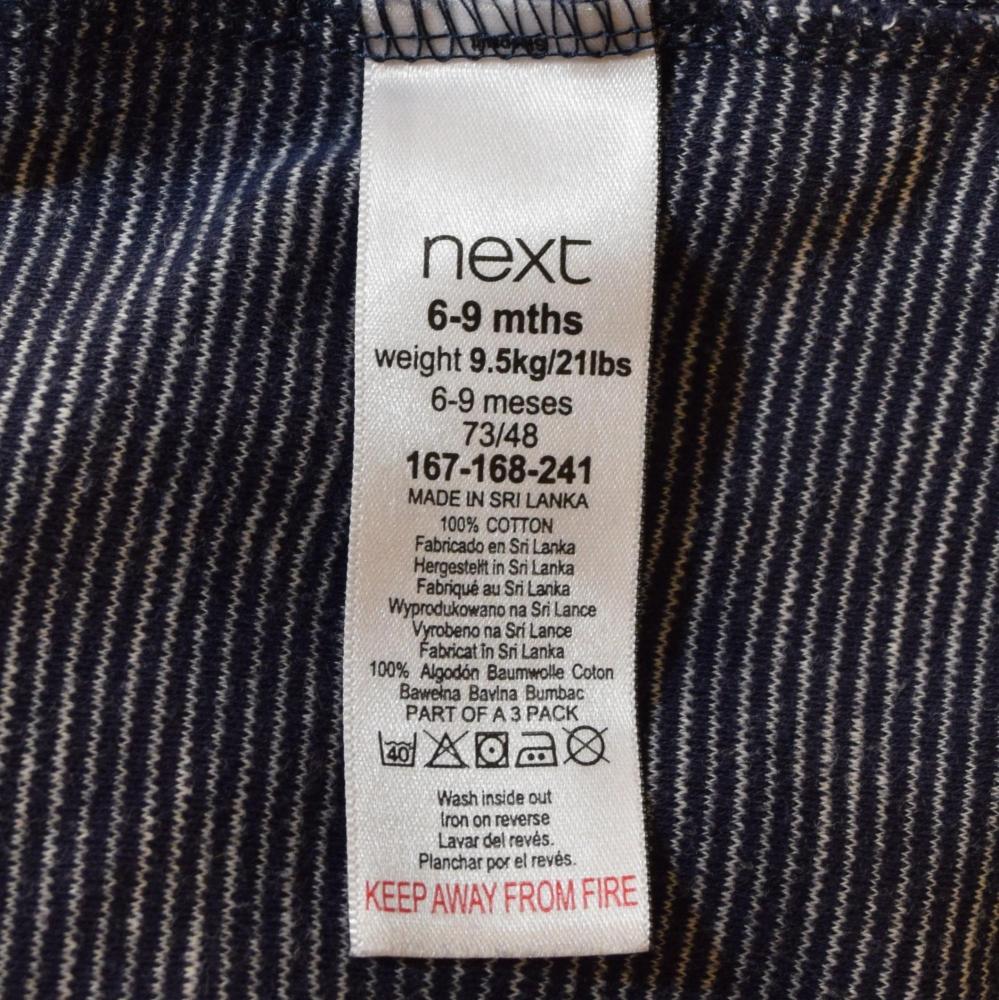 next
6-9 mths
weight 9.5kg/21lbs
6-9 meses
73/48
167-168-241
MADE IN SRI LANKA
100% COTTON
Fabricado en Sri Lanka
Hergestellt in Sri Lanka
Fabriqué au Sri Lanka
Wyprodukowano na Sri Lance
Vyrobeno na Srí Lance
Fabricat în Sri Lanka
100% Algodón Baumwolle Coton
Bawełna Bavlna Bumbac
PART OF A 3 PACK
40
Wash inside out
Iron on reverse
Lavar del revés.
Planchar por el revés.
KEEP AWAY FROM FIRE